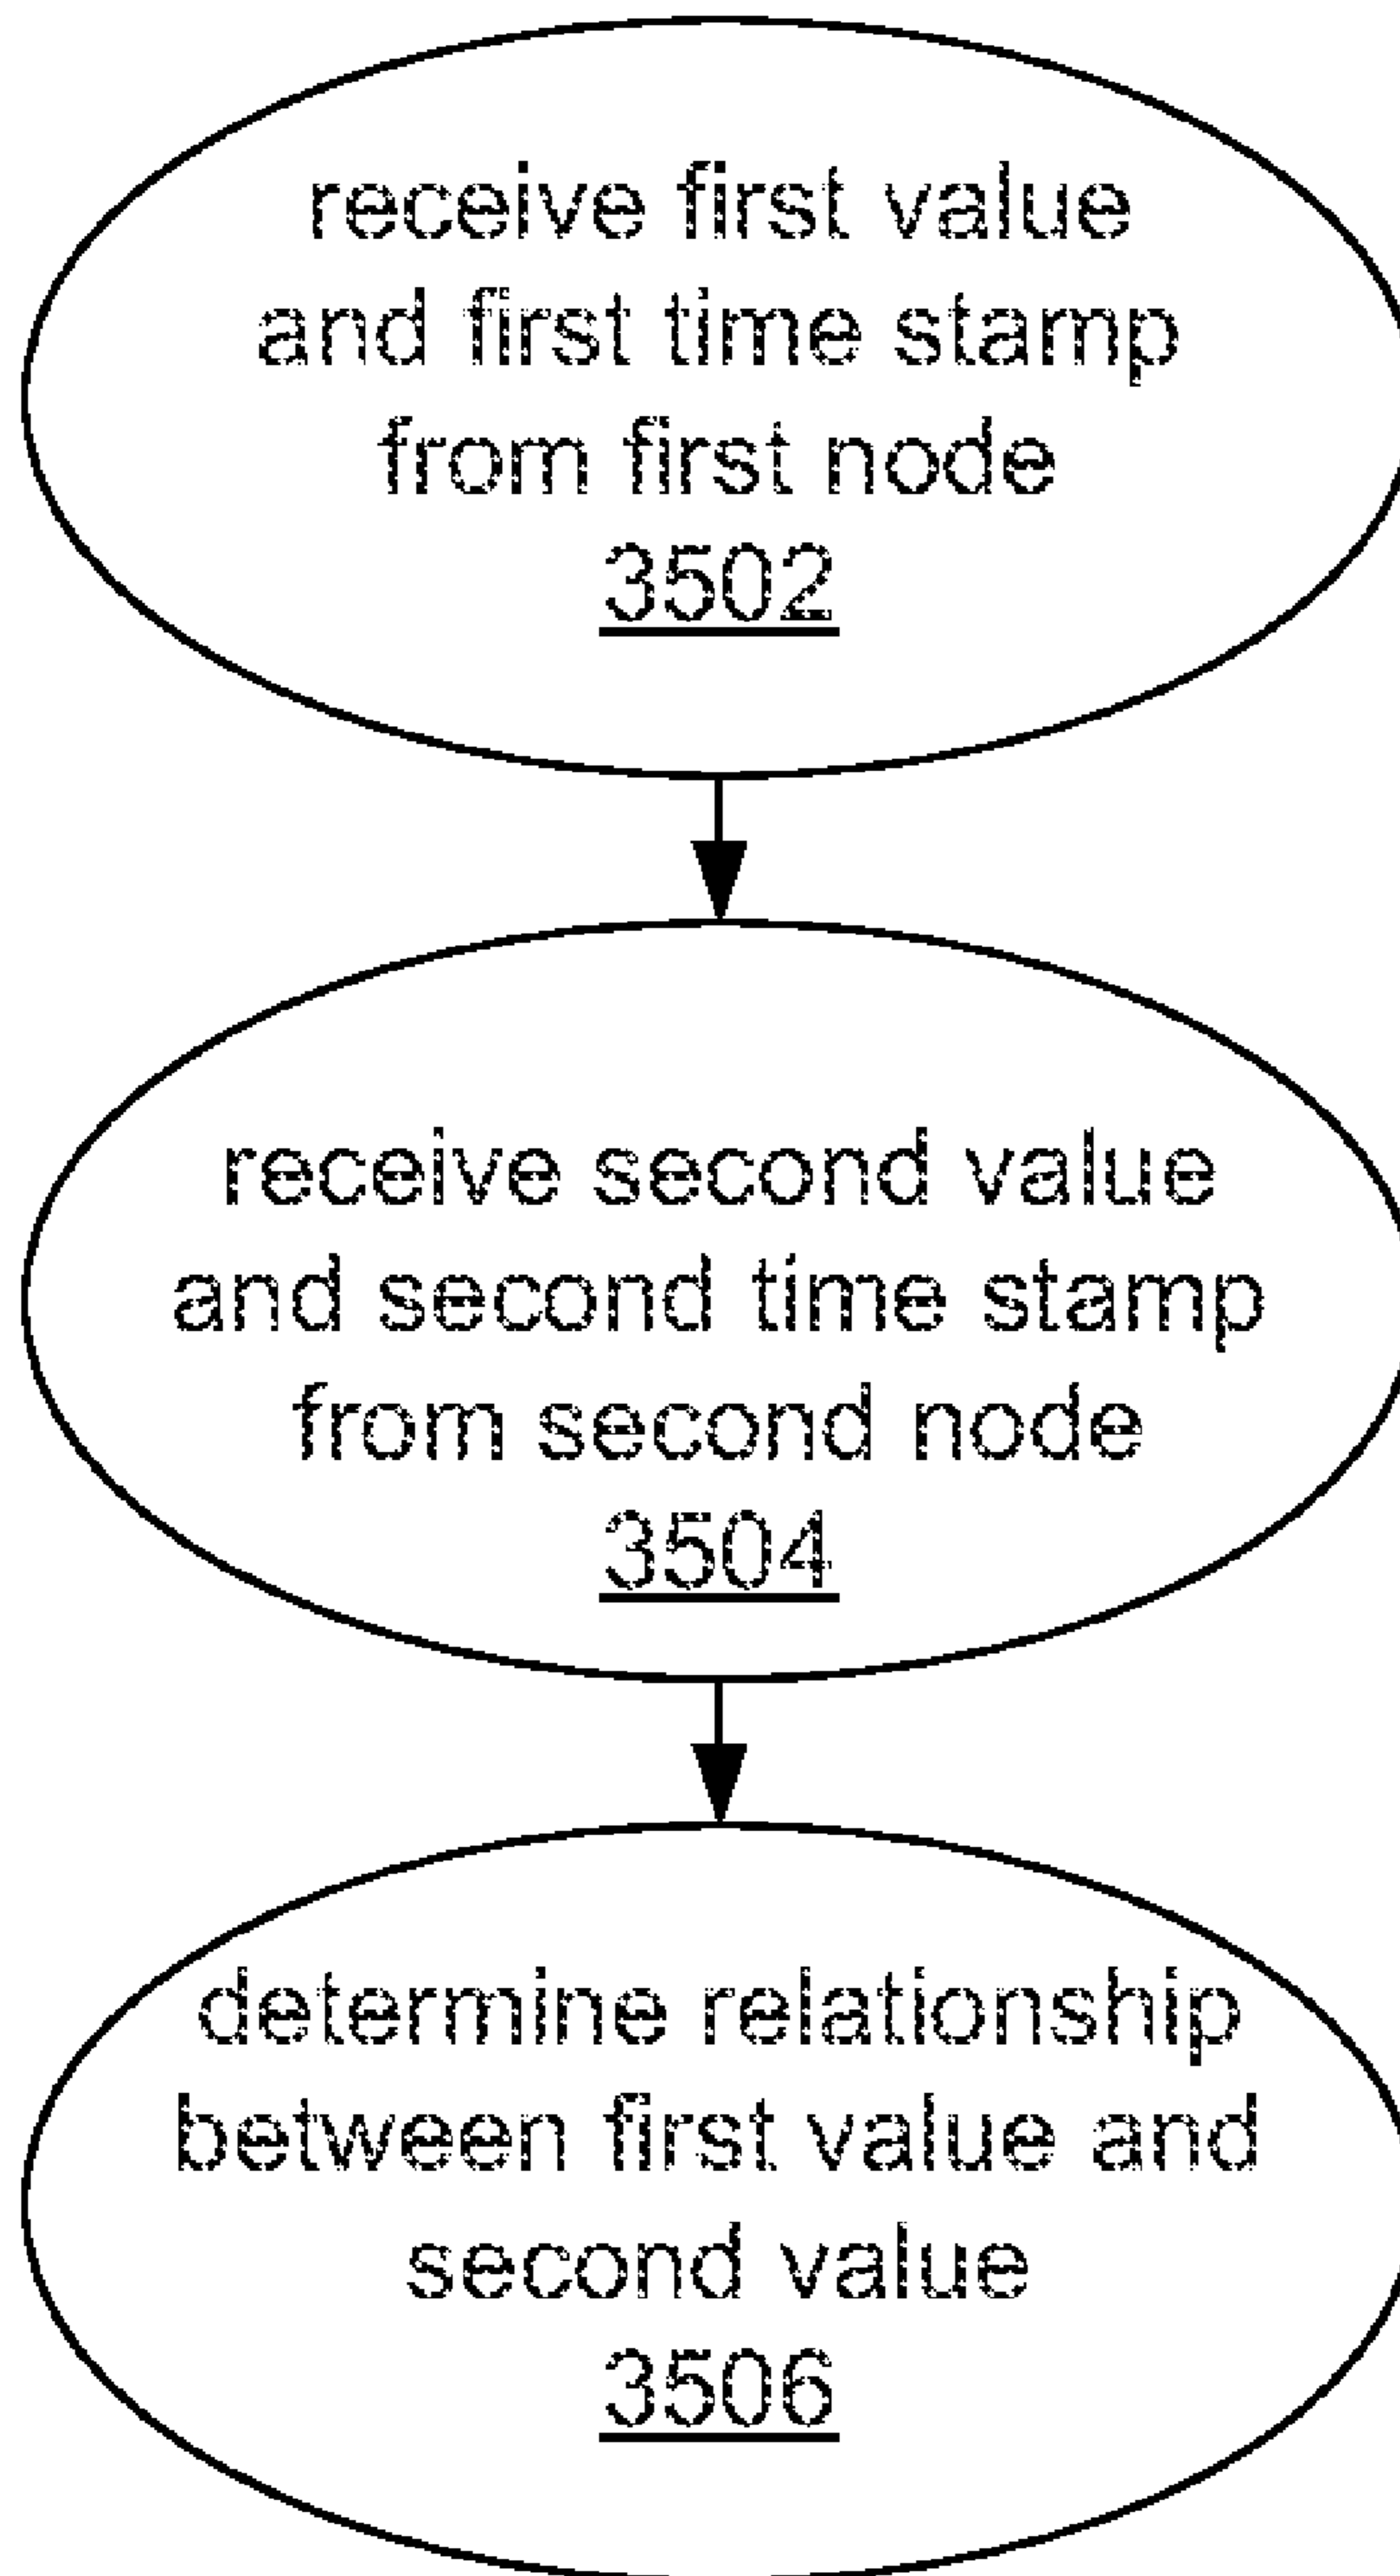 receive first value
and first time stamp
from first node
3502
receive second value
and second time stamp
from second node
3504
determine relationship
between first value and
second value
3506